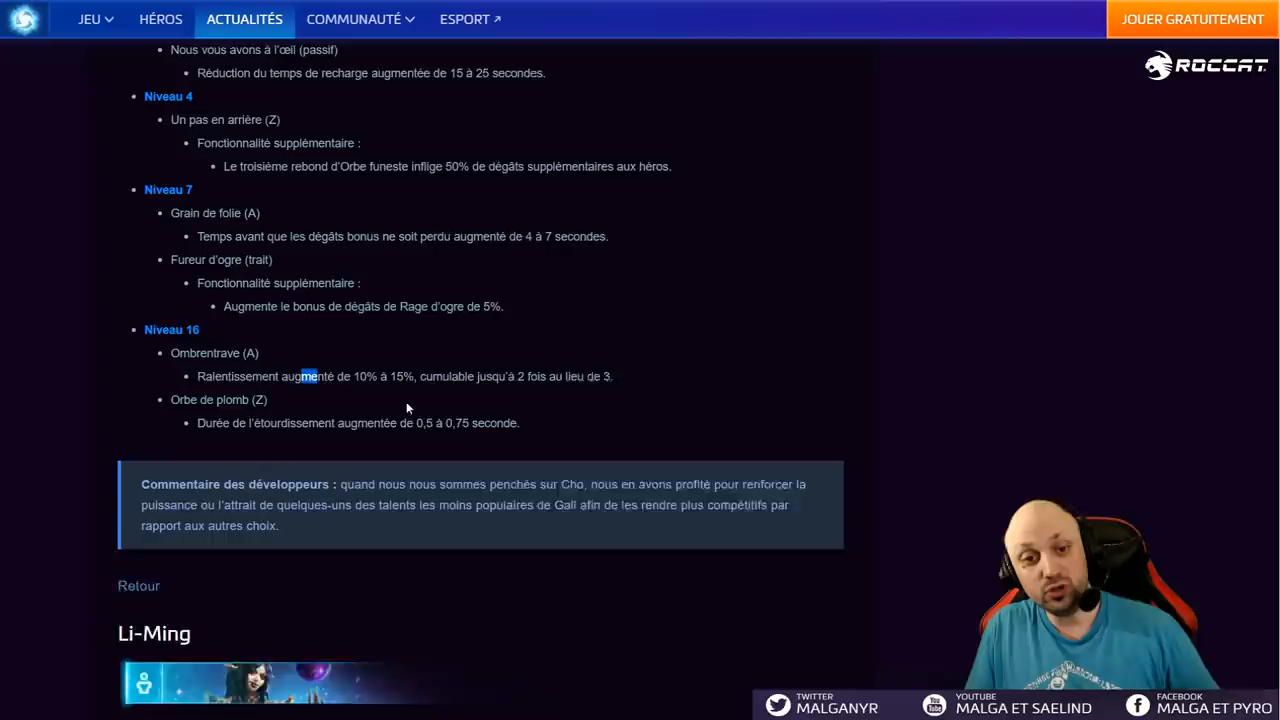 JEU HÉROS ACTUALITÉS COMMUNAUTÉ ESPORT JOUER GRATUITEMENT
Nous vous avons à l'œil (passif)
ROCCAT
Réduction du temps de recharge augmentée de 15 à 25 secondes.
Niveau 4
Un pas en arrière (Z)
Fonctionnalité supplémentaire :
Le troisième rebond d'Orbe funeste inflige 50% de dégâts supplémentaires aux héros.
Niveau 7
Grain de folie (A)
Temps avant que les dégâts bonus ne soit perdu augmenté de 4 à 7 secondes.
Fureur d'ogre (trait)
Fonctionnalité supplémentaire :
Augmente le bonus de dégâts de Rage d'ogre de 5%.
Niveau 16
Ombrentrave (A)
Ralentissement augmenté de 10% à 15%, cumulable jusqu'à 2 fois au lieu de 3.
Orbe de plomb (Z)
Durée de l'étourdissement augmentée de 0,5 à 0,75 seconde.
Commentaire des développeurs : quand nous nous sommes penchés sur Cho, nous en avons profité pour renforcer la
puissance ou l'attrait de quelques-uns des talents les moins populaires de Gall afin de les rendre plus compétitifs par
rapport aux autres choix.
Retour
Li-Ming
TWITTER
MALGANYR
YOUTUBE
MALGA ET SAELIND
FACEBOOK
MALGA ET PYRO